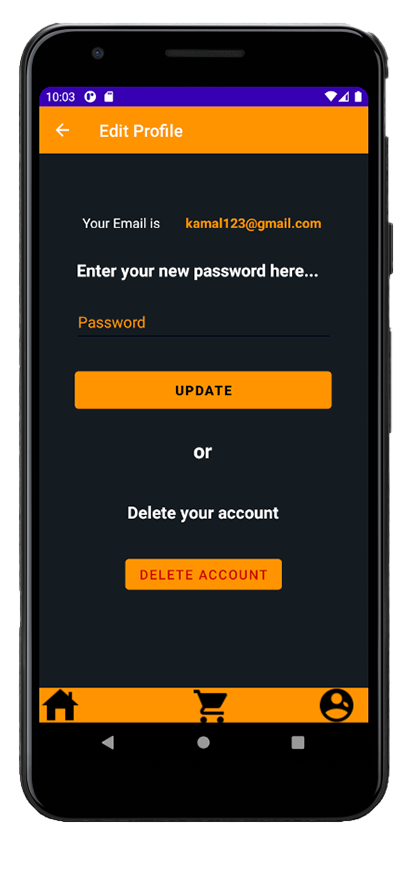 10:03
Edit Profile
Your Email is kamal123@gmail.com
Enter your new password here...
Password
UPDATE
or
Delete your account
DELETE ACCOUNT